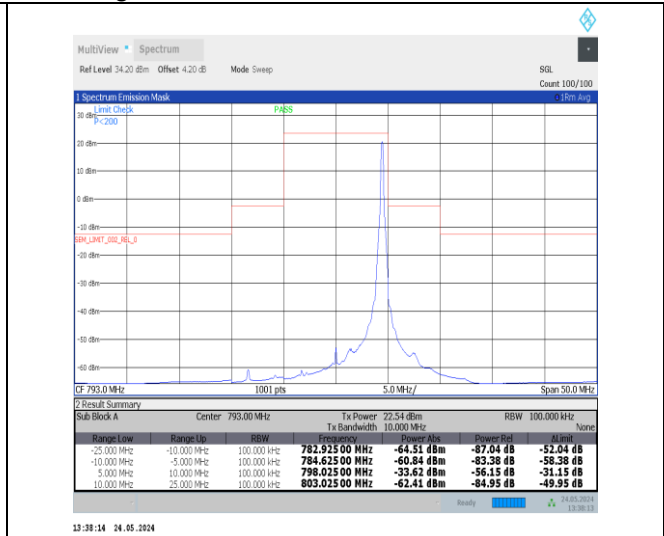 MultiView Spectrum
Ref Level 34.20 dBm Offset 4.20 dB Mode Sweep SGL
Count 100/100
1 Spectrum Emission Mask 1Rm Avg
30 dBm Limit Check PASS
P<200
20 dBm
10 dBm
0 dBm
-10 dBm
SEM_LIMIT_002_REL_0
-20 dBm
-30 dBm
-40 dBm
-50 dBm
-60 dBm
CF 793.0 MHz 1001 pts 5.0 MHz/ Span 50.0 MHz
2 Result Summary
Sub Block A Center 793.00 MHz Tx Power 22.54 dBm RBW 100.000 kHz
Tx Bandwidth 10.000 MHz None
Range Low Range Up RBW Frequency Power Abs Power Rel ΔLimit
-25.000 MHz -10.000 MHz 100.000 kHz 782.92500 MHz -64.51 dBm -87.04 dB -52.04 dB
-10.000 MHz -5.000 MHz 100.000 kHz 784.62500 MHz -60.84 dBm -83.38 dB -58.38 dB
5.000 MHz 10.000 MHz 100.000 kHz 798.02500 MHz -33.62 dBm -56.15 dB -31.15 dB
10.000 MHz 25.000 MHz 100.000 kHz 803.02500 MHz -62.41 dBm -84.95 dB -49.95 dB
Ready 24.05.2024
13:38:13
13:38:14 24.05.2024